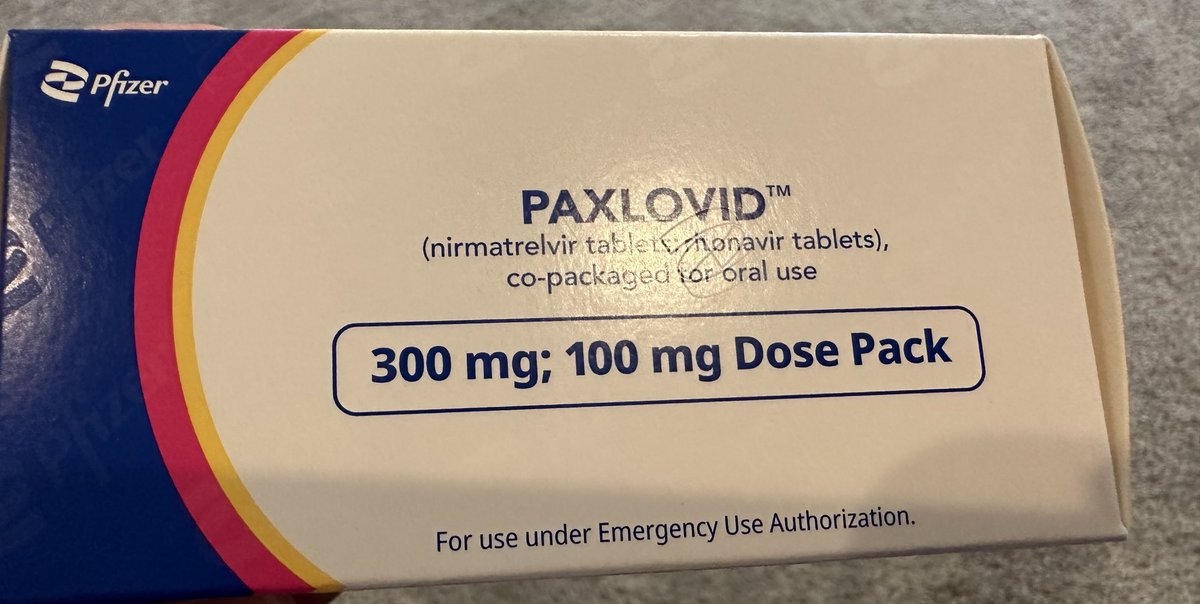 Pfizer
PAXLOVID™
(nirmatrelvir tablets; ritonavir tablets),
co-packaged for oral use
300 mg; 100 mg Dose Pack
For use under Emergency Use Authorization.